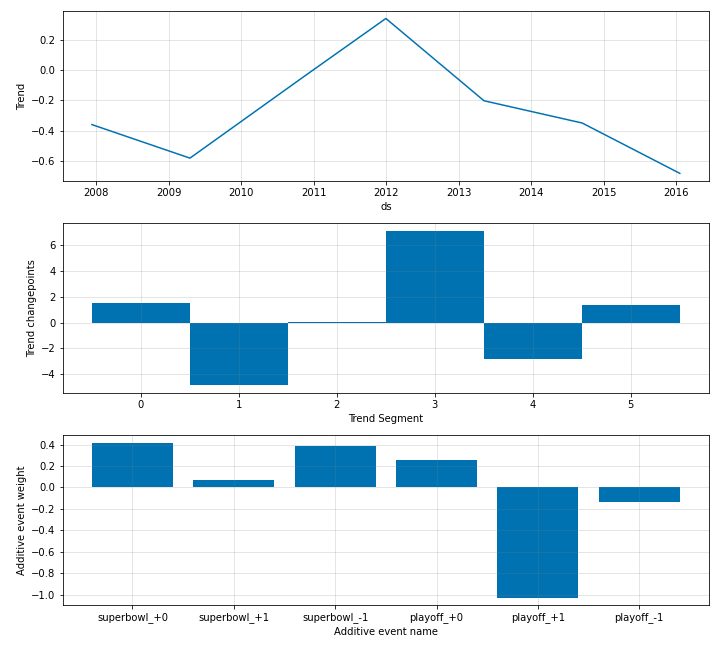 0.2
0.0
−0.2
−0.4
−0.6
Trend
2008 2009 2010 2011 2012 2013 2014 2015 2016
ds
6
4
2
0
−2
−4
Trend changepoints
0 1 2 3 4 5
Trend Segment
0.4
0.2
0.0
−0.2
−0.4
−0.6
−0.8
−1.0
Additive event weight
superbowl_+0 superbowl_+1 superbowl_-1 playoff_+0 playoff_+1 playoff_-1
Additive event name